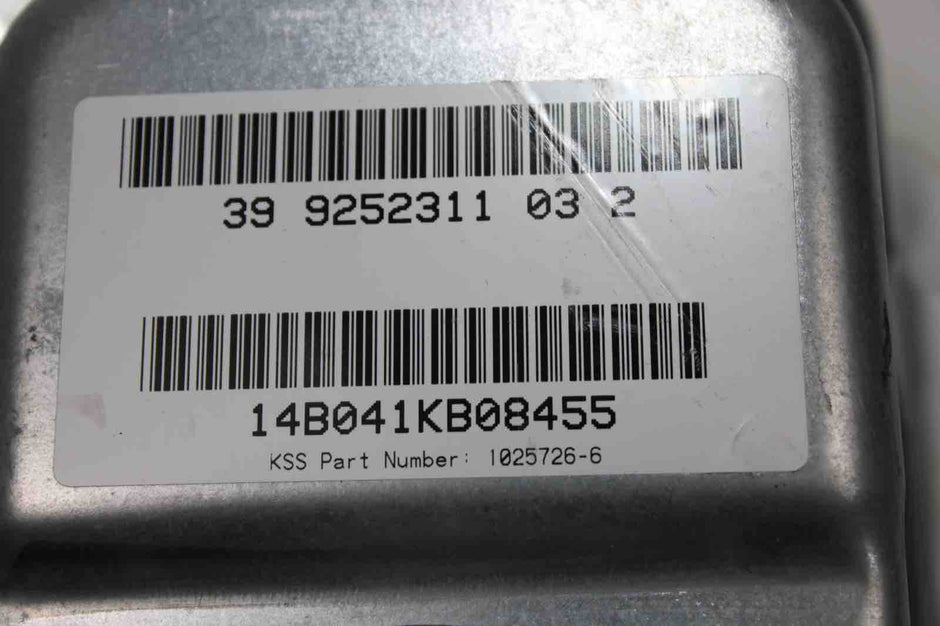 39 9252311 03 2
14B041KB08455
KSS Part Number: 1025726-6